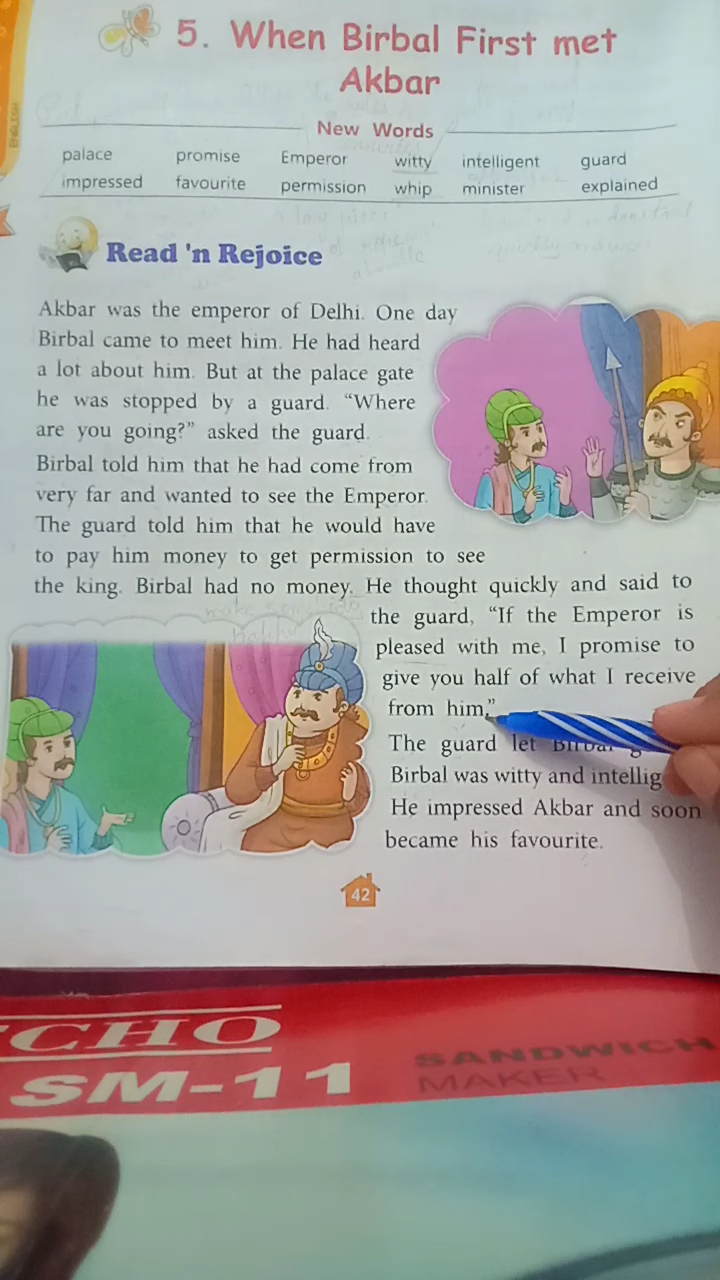 ENGLISH
5. When Birbal First met
Akbar
New Words
palace promise Emperor witty intelligent guard
impressed favourite permission whip minister explained
Read 'n Rejoice
Akbar was the emperor of Delhi. One day
Birbal came to meet him. He had heard
a lot about him. But at the palace gate
he was stopped by a guard. “Where
are you going?” asked the guard.
Birbal told him that he had come from
very far and wanted to see the Emperor.
The guard told him that he would have
to pay him money to get permission to see
the king. Birbal had no money. He thought quickly and said to
the guard, “If the Emperor is
pleased with me, I promise to
give you half of what I receive
from him.”
The guard let Birbal
Birbal was witty and intellig
He impressed Akbar and soon
became his favourite.
42
CHO
SM-11
SANDWICH
MAKER